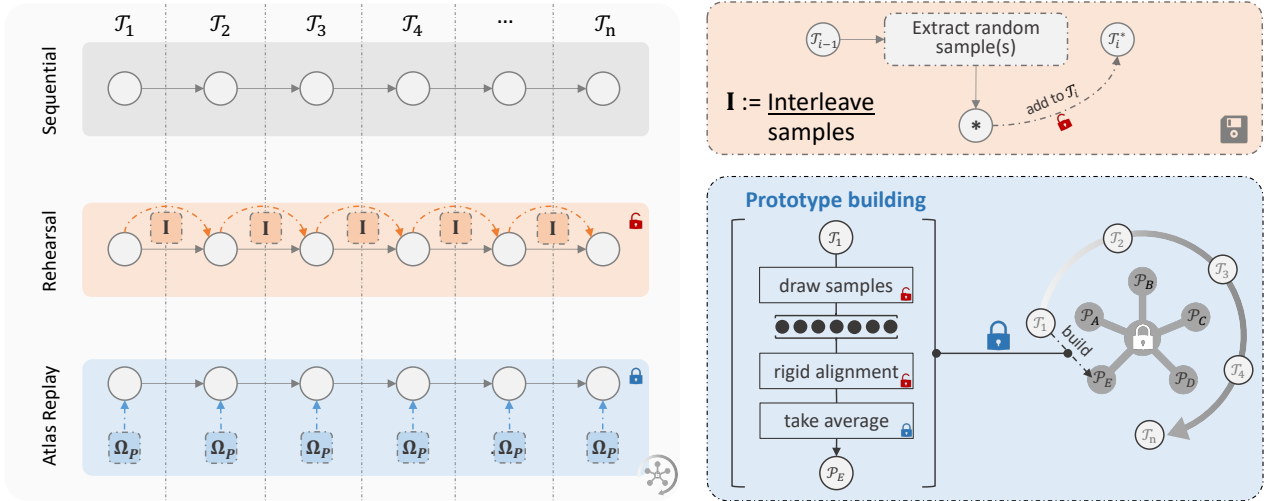 𝒯1 𝒯2 𝒯3 𝒯4 ... 𝒯n
Sequential
Rehearsal
I I I I I
Atlas Replay
ΩP ΩP ΩP ΩP ΩP ΩP
𝒯i−1
Extract random
sample(s)
𝒯i*
add to 𝒯i
*
I := Interleave
samples
Prototype building
𝒯1
draw samples
rigid alignment
take average
𝒫E
𝒯1
𝒯2
𝒯3
𝒯4
𝒯n
build
𝒫A
𝒫B
𝒫C
𝒫D
𝒫E